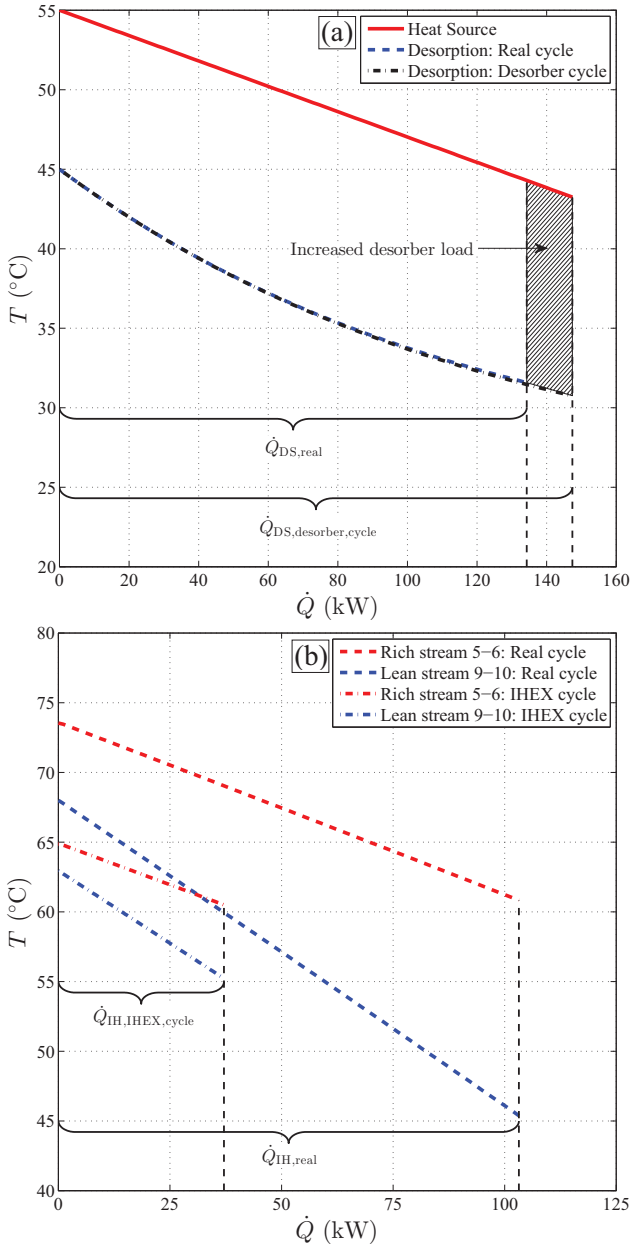 (a)
Heat Source
Desorption: Real cycle
Desorption: Desorber cycle
55
50
45
40
35
30
25
20
T (°C)
Increased desorber load
Q̇DS,real
Q̇DS,desorber,cycle
0 20 40 60 80 100 120 140 160
Q̇ (kW)
(b)
Rich stream 5−6: Real cycle
Lean stream 9−10: Real cycle
Rich stream 5−6: IHEX cycle
Lean stream 9−10: IHEX cycle
80
75
70
65
60
55
50
45
40
T (°C)
Q̇IH,IHEX,cycle
Q̇IH,real
0 25 50 75 100 125
Q̇ (kW)